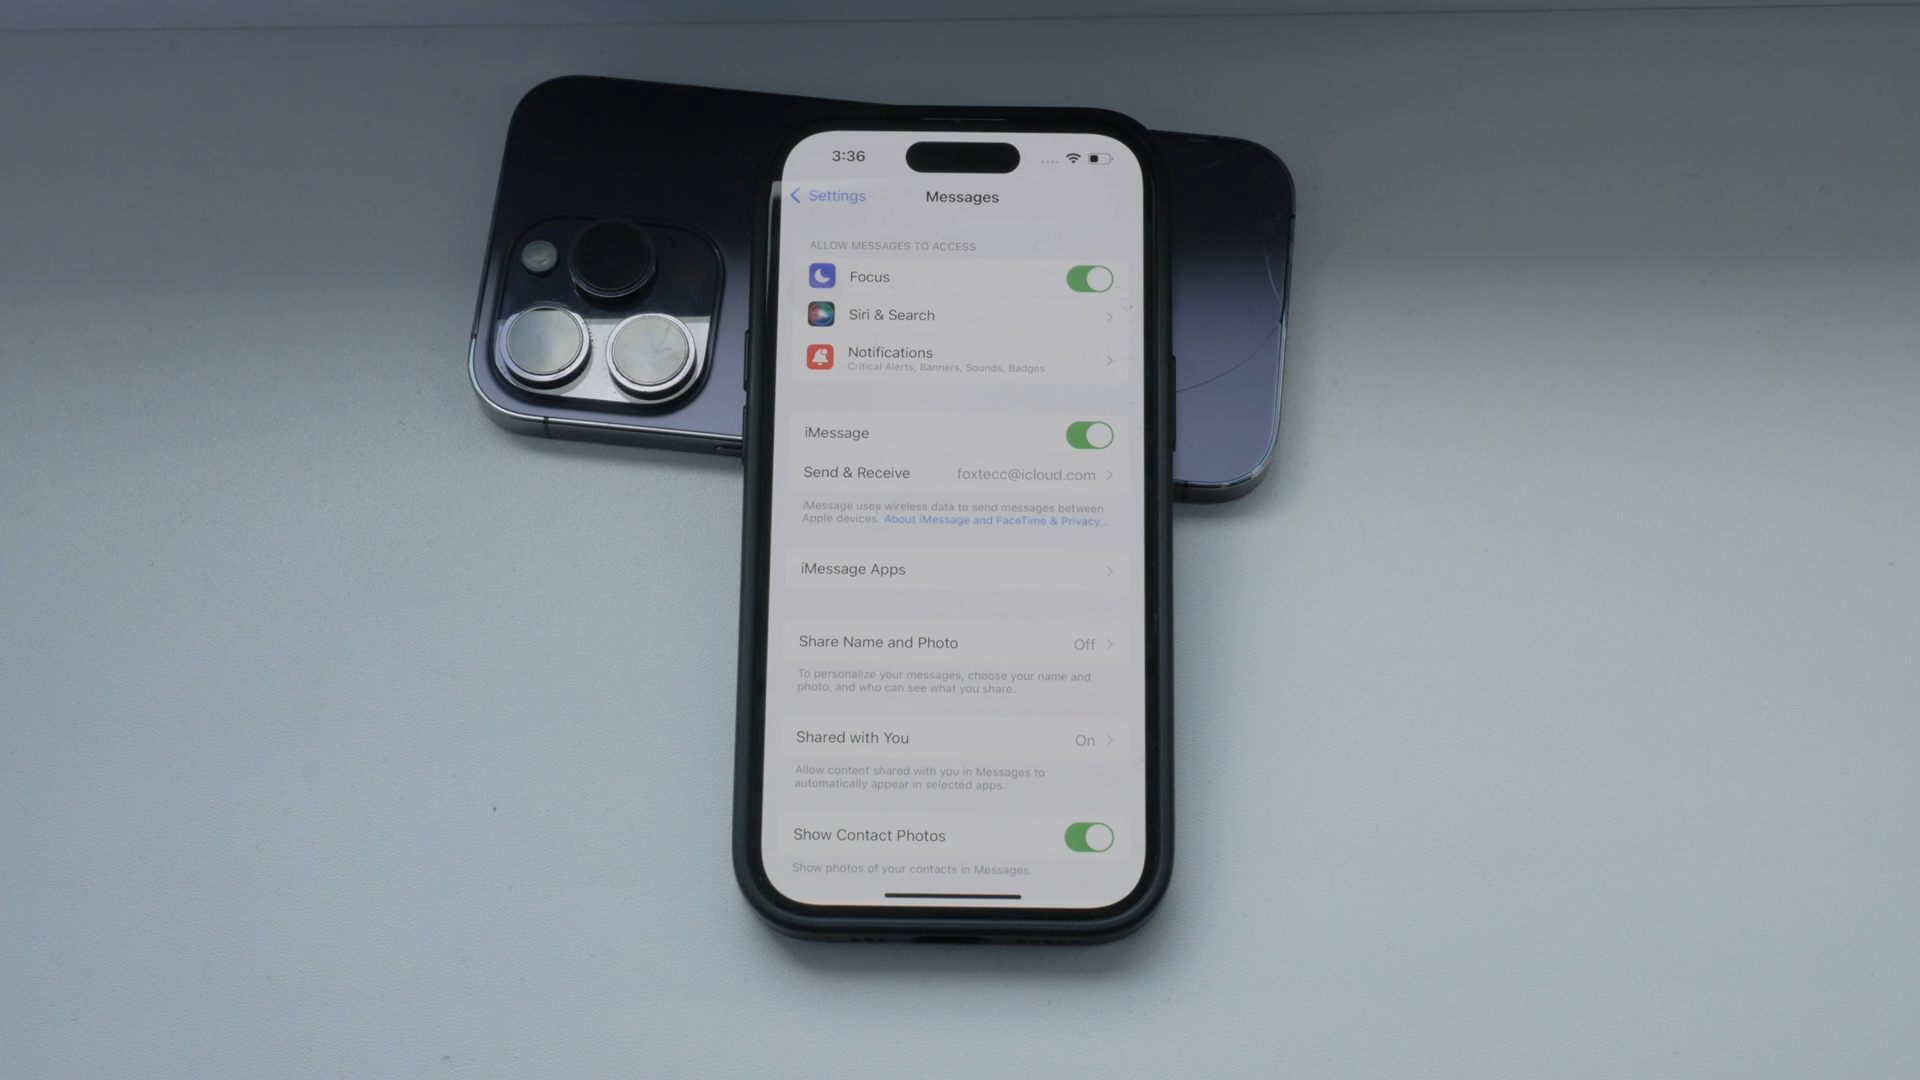 3:36
Settings
Messages
ALLOW MESSAGES TO ACCESS
Focus
Siri & Search
Notifications
Critical Alerts, Banners, Sounds, Badges
iMessage
Send & Receive foxtecc@icloud.com
iMessage uses wireless data to send messages between
Apple devices. About iMessage and FaceTime & Privacy...
iMessage Apps
Share Name and Photo Off
To personalize your messages, choose your name and
photo, and who can see what you share.
Shared with You On
Allow content shared with you in Messages to
automatically appear in selected apps.
Show Contact Photos
Show photos of your contacts in Messages.